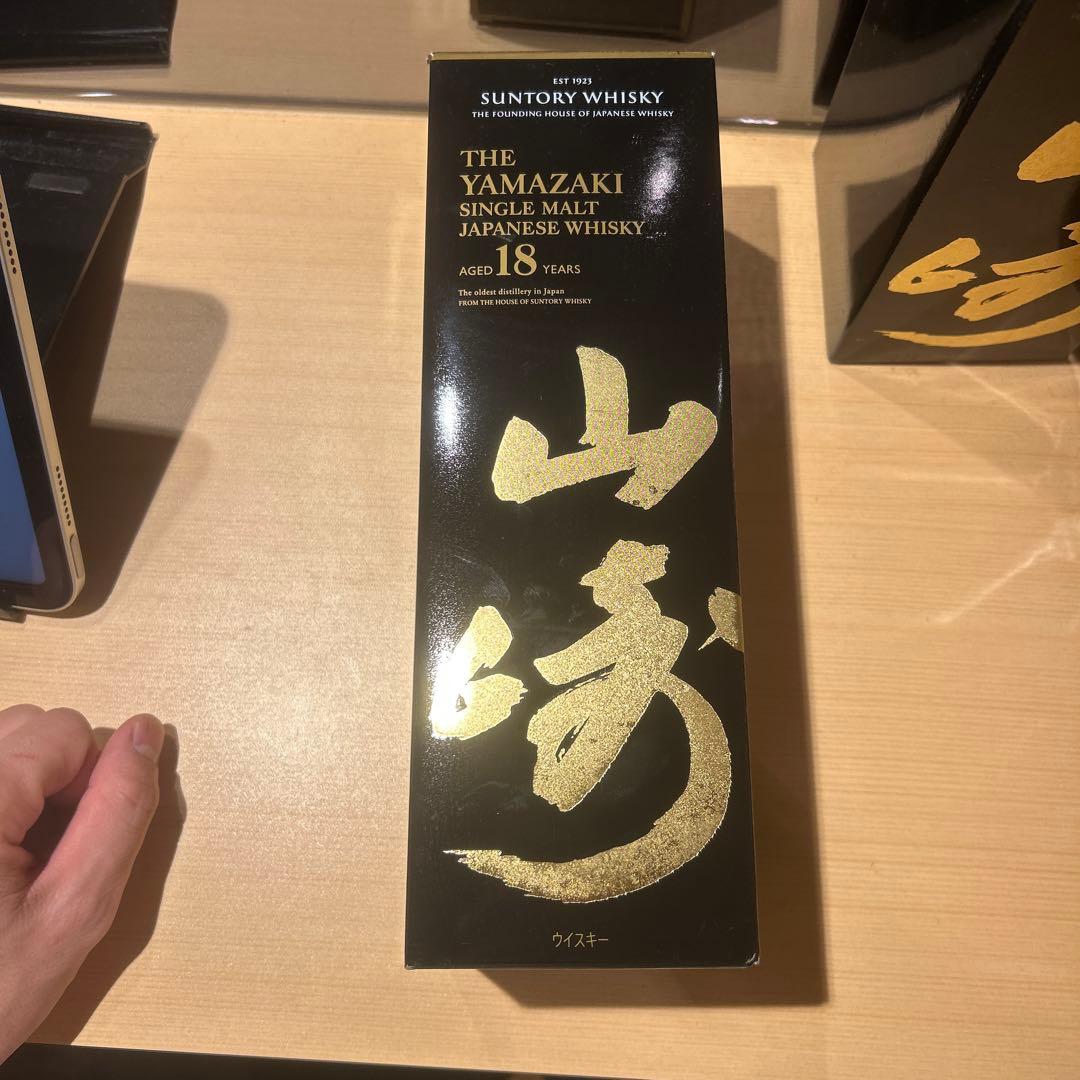 EST 1923
SUNTORY WHISKY
THE FOUNDING HOUSE OF JAPANESE WHISKY
THE
YAMAZAKI
SINGLE MALT
JAPANESE WHISKY
AGED 18 YEARS
The oldest distillery in Japan
FROM THE HOUSE OF SUNTORY WHISKY
山
崎
ウイスキー